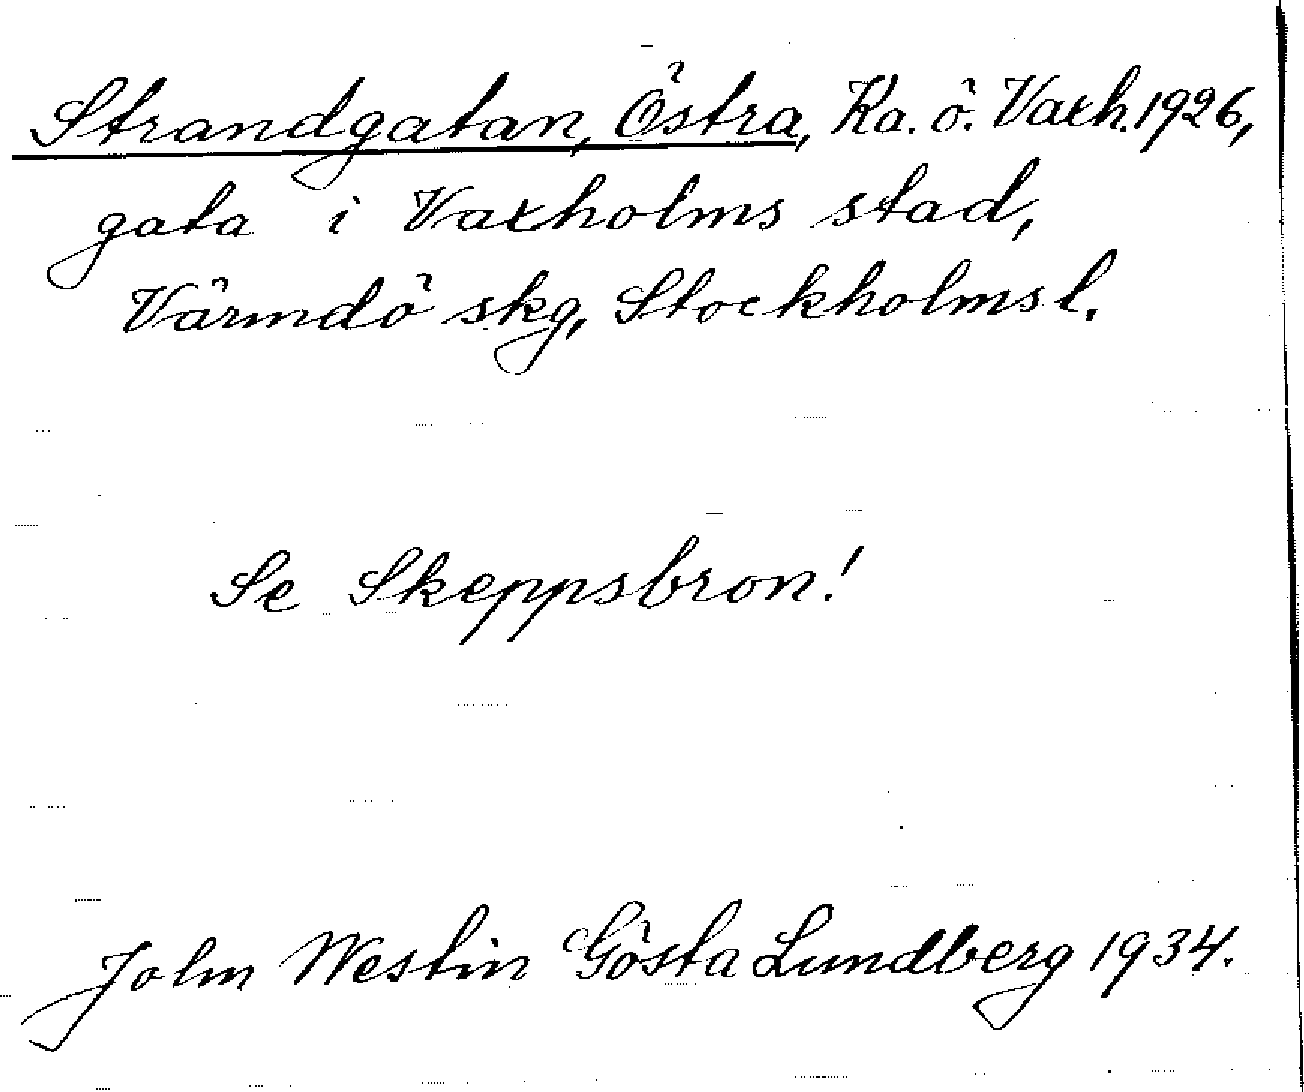 Strandgatan, Östra, Ka. ö. Vaxh. 1926,
gata i Vaxholms stad,
Värmdö skg, Stockholms l.
Se Skeppsbron!
John Westin Gösta Lundberg 1934.